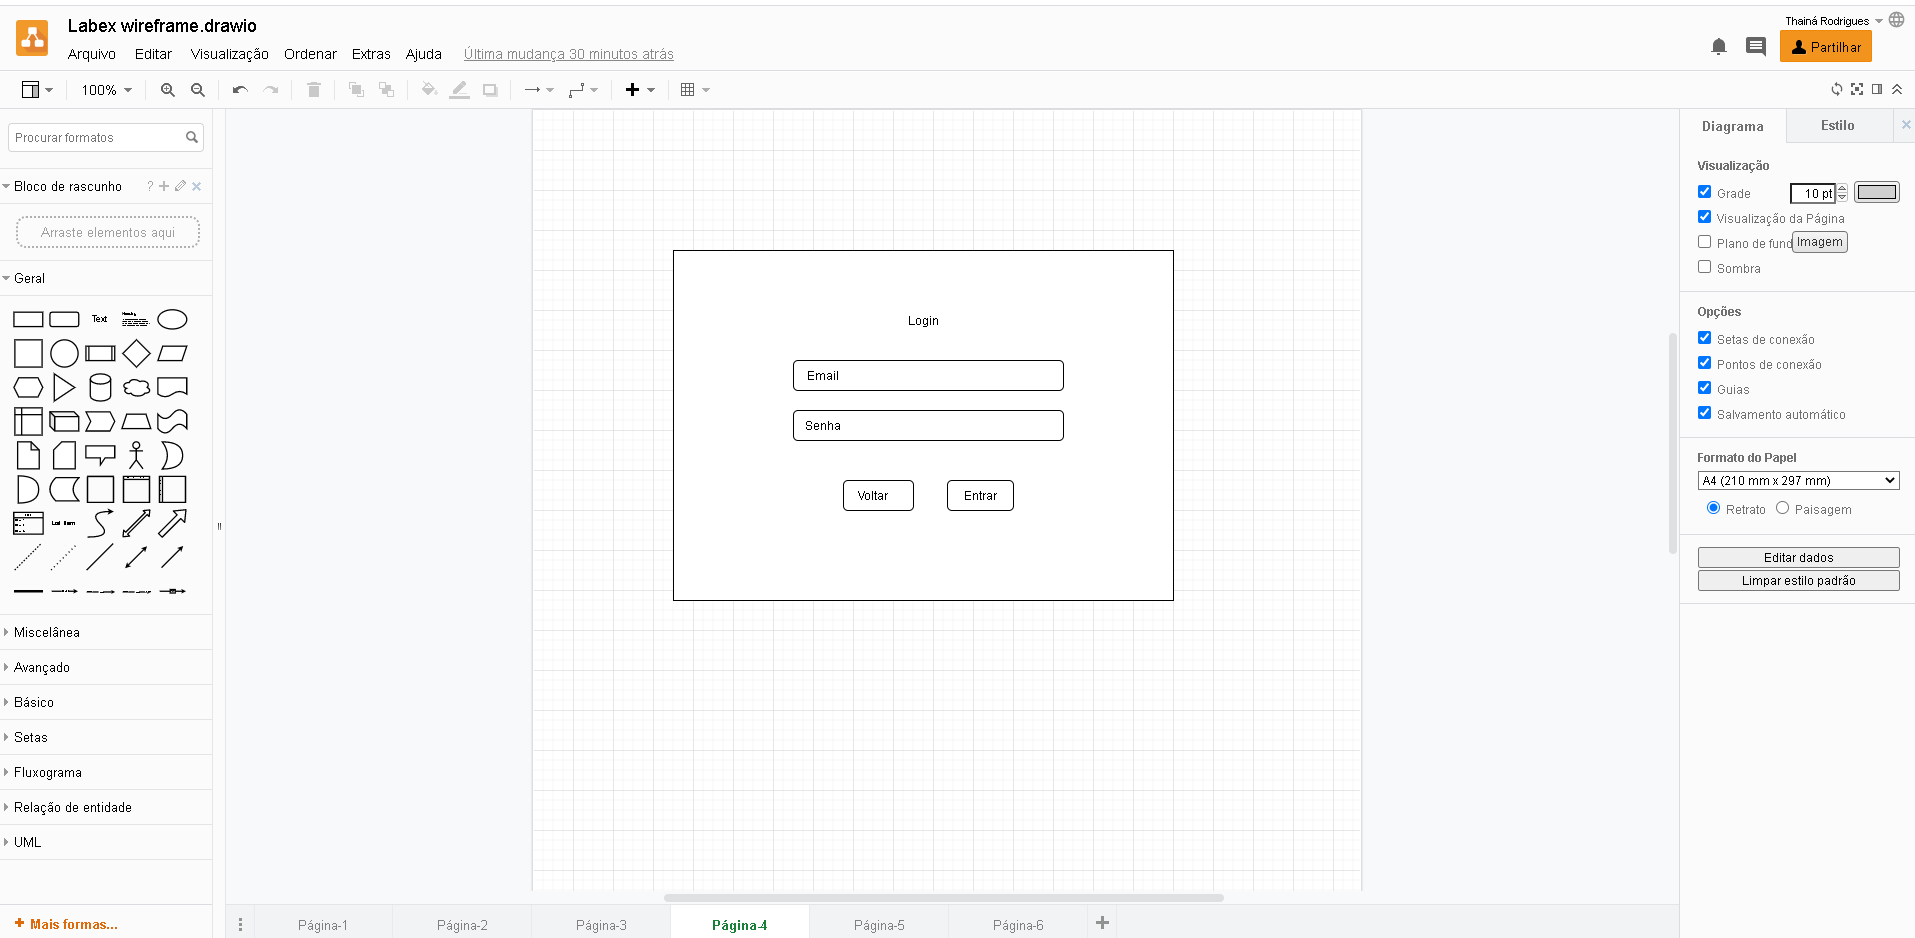 Labex wireframe.drawio
Thainá Rodrigues
Arquivo Editar Visualização Ordenar Extras Ajuda Última mudança 30 minutos atrás
Partilhar
100%
Procurar formatos
Bloco de rascunho
Arraste elementos aqui
Geral
Text
Heading
List Item
Miscelânea
Avançado
Básico
Setas
Fluxograma
Relação de entidade
UML
Mais formas...
Login
Email
Senha
Voltar Entrar
Página-1 Página-2 Página-3 Página-4 Página-5 Página-6
Diagrama Estilo
Visualização
Grade 10 pt
Visualização da Página
Plano de fund Imagem
Sombra
Opções
Setas de conexão
Pontos de conexão
Guias
Salvamento automático
Formato do Papel
A4 (210 mm x 297 mm)
Retrato Paisagem
Editar dados
Limpar estilo padrão